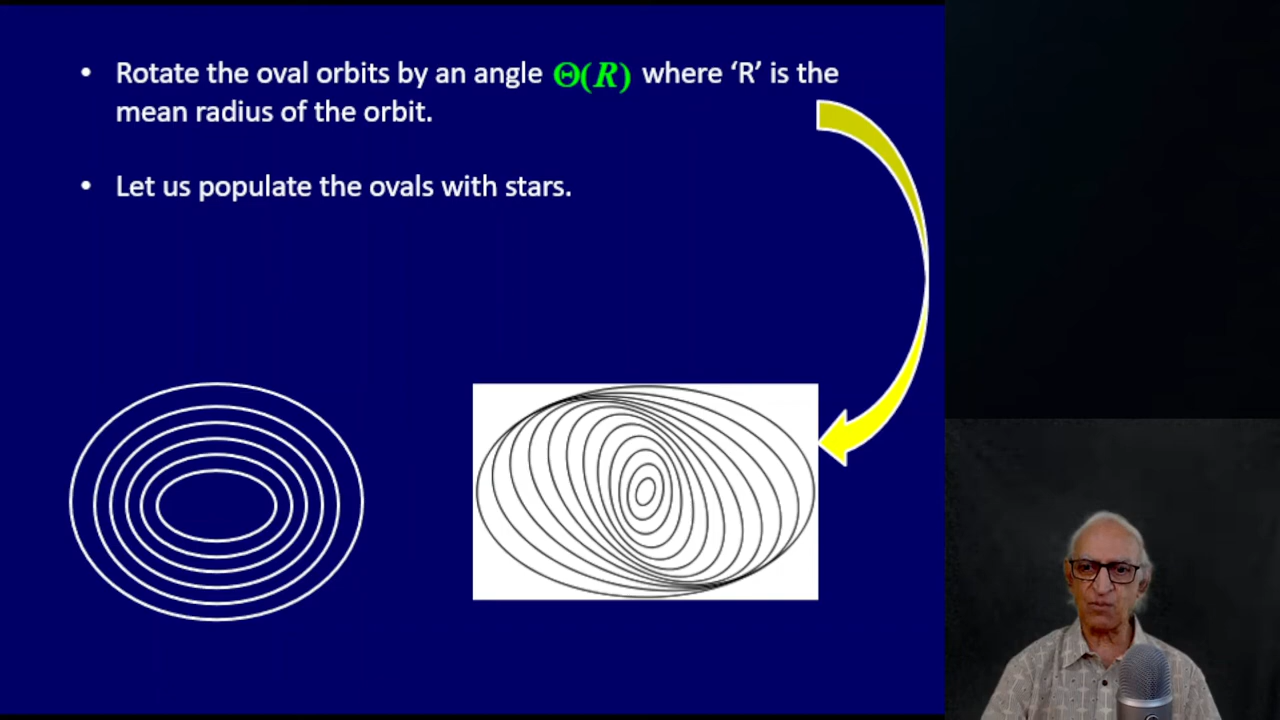 • Rotate the oval orbits by an angle Θ(R) where ‘R’ is the
mean radius of the orbit.
• Let us populate the ovals with stars.